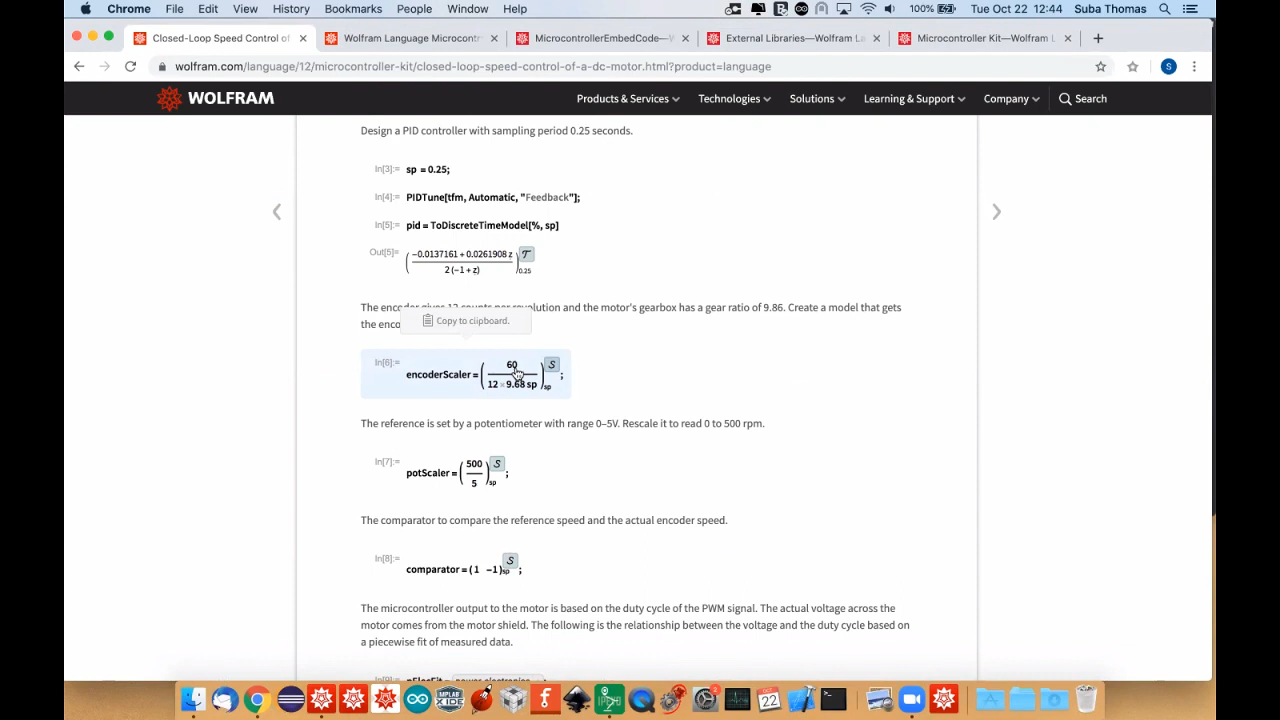 Chrome File Edit View History Bookmarks People Window Help 100% Tue Oct 22 12:44 Suba Thomas
Closed-Loop Speed Control of Wolfram Language Microcontr MicrocontrollerEmbedCode—W External Libraries—Wolfram La Microcontroller Kit—Wolfram L
wolfram.com/language/12/microcontroller-kit/closed-loop-speed-control-of-a-dc-motor.html?product=language S
WOLFRAM Products & Services Technologies Solutions Learning & Support Company Search
Design a PID controller with sampling period 0.25 seconds.
In[3]:= sp = 0.25;
In[4]:= PIDTune[tfm, Automatic, "Feedback"];
In[5]:= pid = ToDiscreteTimeModel[%, sp]
Out[5]= ( −0.0137161 + 0.0261908 z / 2 (−1 + z) ) 𝒯 0.25
The encoder gives 12 counts per revolution and the motor's gearbox has a gear ratio of 9.86. Create a model that gets
the enco
Copy to clipboard.
In[6]:= encoderScaler = ( 60 / 12 × 9.68 sp ) S sp ;
The reference is set by a potentiometer with range 0–5V. Rescale it to read 0 to 500 rpm.
In[7]:= potScaler = ( 500 / 5 ) S sp ;
The comparator to compare the reference speed and the actual encoder speed.
In[8]:= comparator = ( 1 −1 ) S sp ;
The microcontroller output to the motor is based on the duty cycle of the PWM signal. The actual voltage across the
motor comes from the motor shield. The following is the relationship between the voltage and the duty cycle based on
a piecewise fit of measured data.